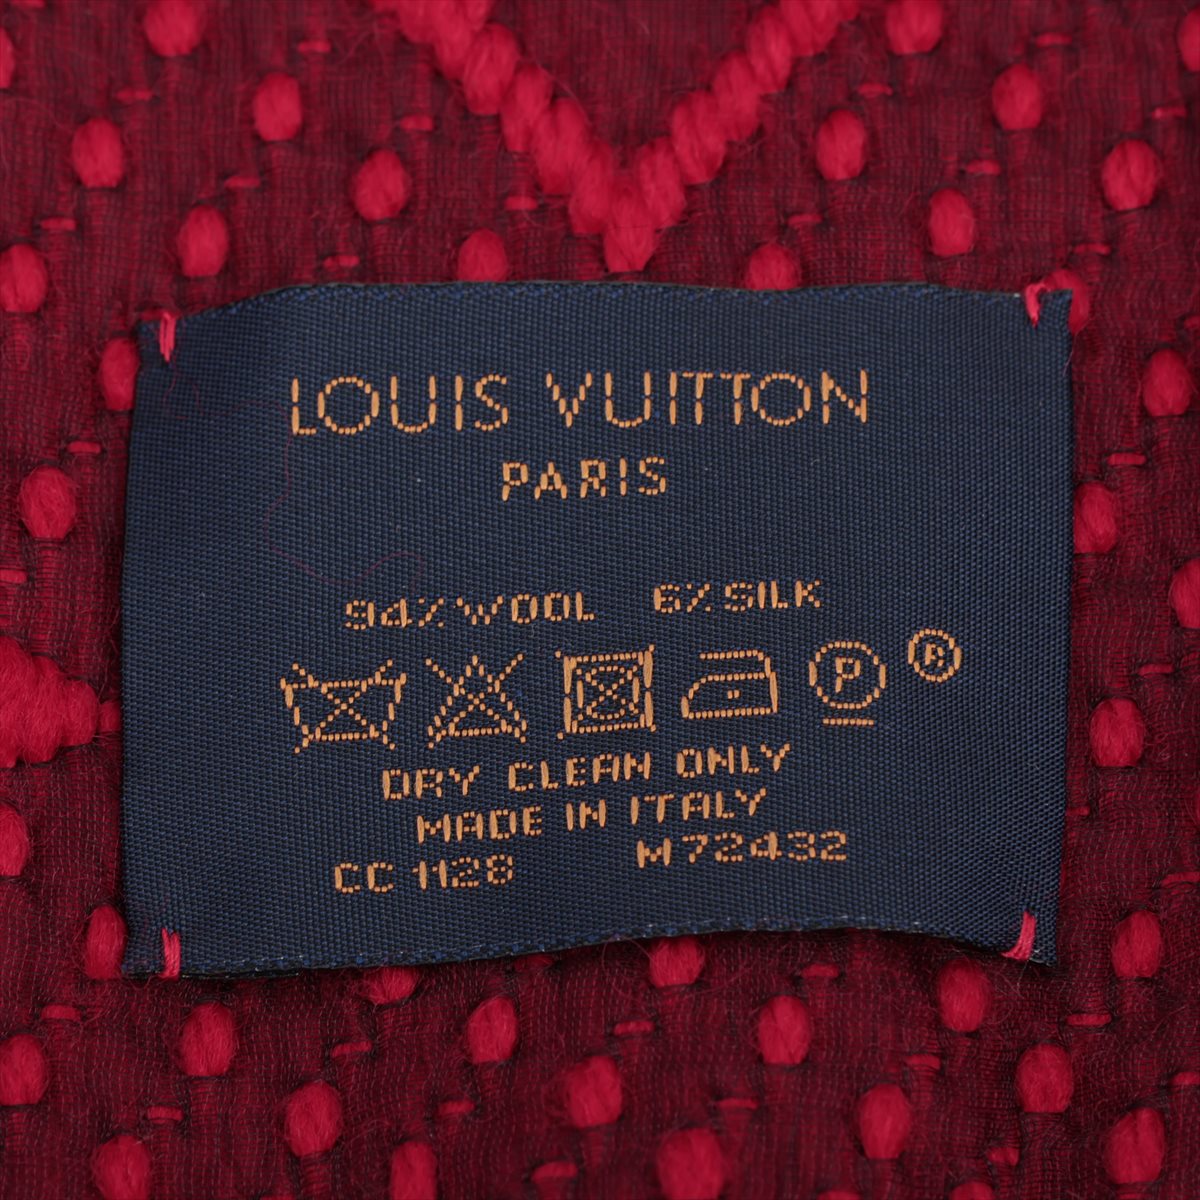 LOUIS VUITTON
PARIS
94% WOOL 6% SILK
P ®
DRY CLEAN ONLY
MADE IN ITALY
CC 1128 M72432